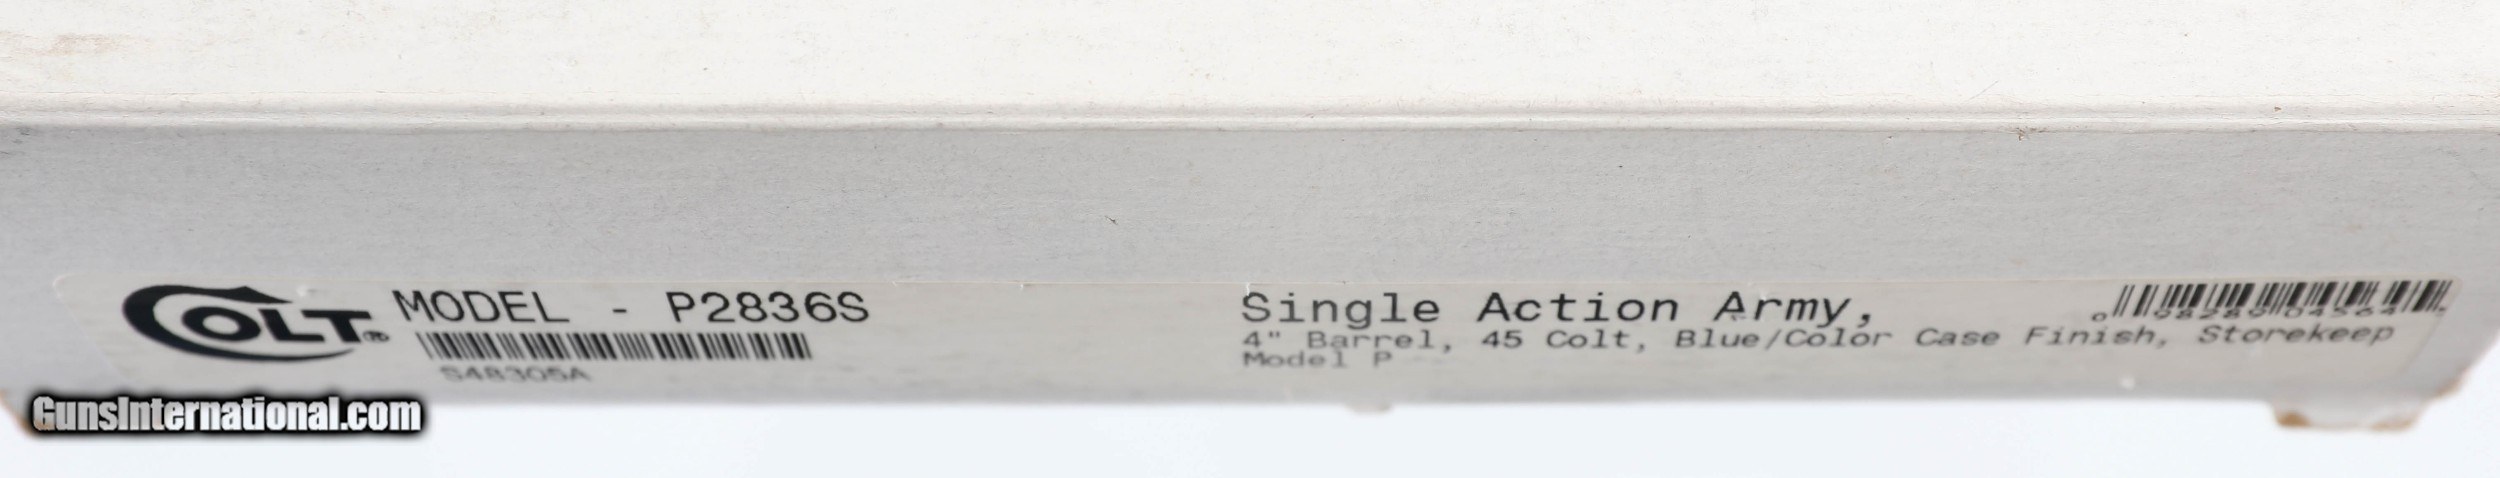 COLT® MODEL - P2836S
S48305A
Single Action Army,
4" Barrel, 45 Colt, Blue/Color Case Finish, Storekeep
Model P
GunsInternational.com